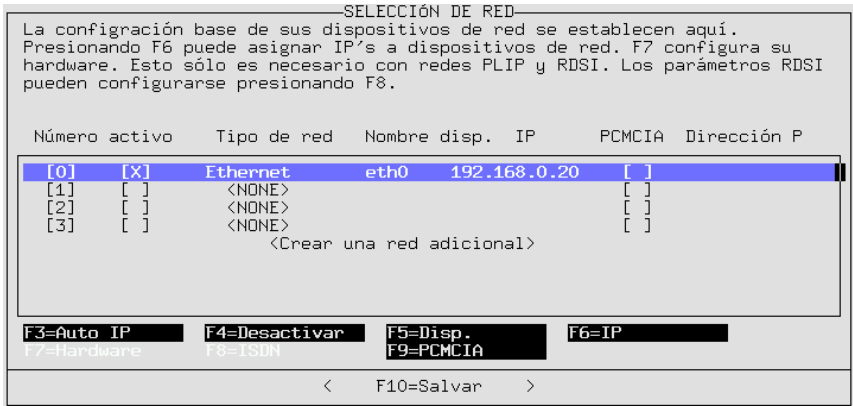 SELECCIÓN DE RED
La configración base de sus dispositivos de red se establecen aquí.
Presionando F6 puede asignar IP's a dispositivos de red. F7 configura su
hardware. Esto sólo es necesario con redes PLIP y RDSI. Los parámetros RDSI
pueden configurarse presionando F8.
Número activo Tipo de red Nombre disp. IP PCMCIA Dirección P
[0] [X] Ethernet eth0 192.168.0.20 [ ]
[1] [ ] <NONE> [ ]
[2] [ ] <NONE> [ ]
[3] [ ] <NONE> [ ]
<Crear una red adicional>
F3=Auto IP F4=Desactivar F5=Disp. F6=IP
F7=Hardware F8=ISDN F9=PCMCIA
< F10=Salvar >